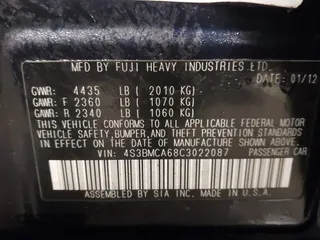 MFD BY FUJI HEAVY INDUSTRIES LTD.
DATE: 01/12
GVWR: 4435 LB ( 2010 KG)
GAWR: F 2360 LB ( 1070 KG)
GAWR: R 2340 LB ( 1060 KG)
THIS VEHICLE CONFORMS TO ALL APPLICABLE FEDERAL MOTOR
VEHICLE SAFETY, BUMPER, AND THEFT PREVENTION STANDARDS
IN EFFECT ON THE DATE OF MANUFACTURE SHOWN ABOVE.
VIN: 4S3BMCA68C3022087 PASSENGER CAR
ASSEMBLED BY SIA INC. MADE IN U.S.A.